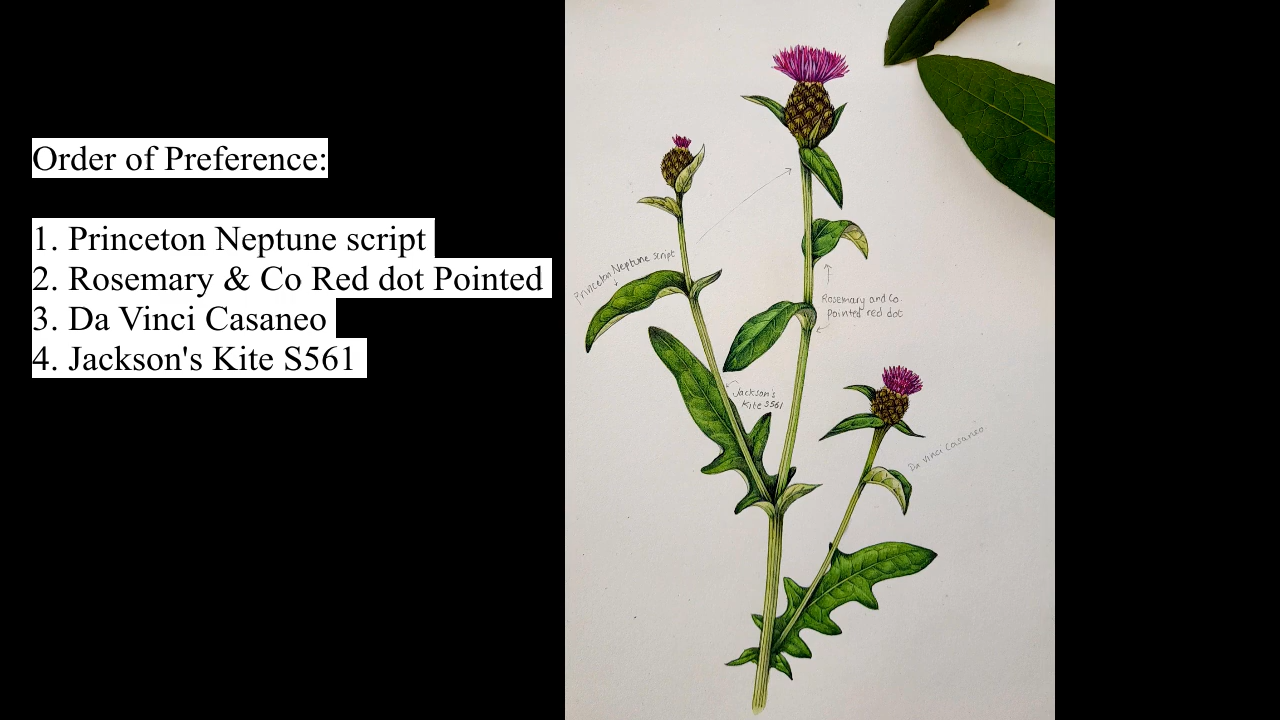 Order of Preference:
1. Princeton Neptune script
2. Rosemary & Co Red dot Pointed
3. Da Vinci Casaneo
4. Jackson's Kite S561
Princeton Neptune script
Rosemary and Co.
pointed red dot
Jackson's
Kite S561
Da Vinci Casaneo.